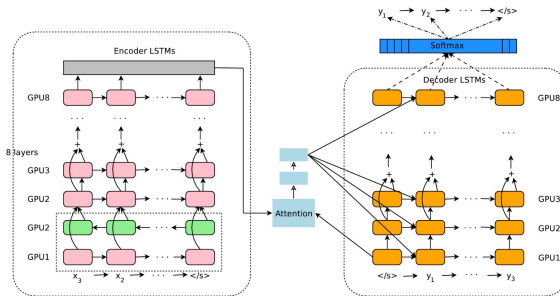 y₁ y₂ · · · </s>
Softmax
Encoder LSTMs
Decoder LSTMs
GPU8
GPU8
8 layers
GPU3
GPU3
GPU2
GPU2
GPU2
Attention
GPU1
GPU1
x₃ x₂ · · · </s>
</s> y₁ · · · y₃